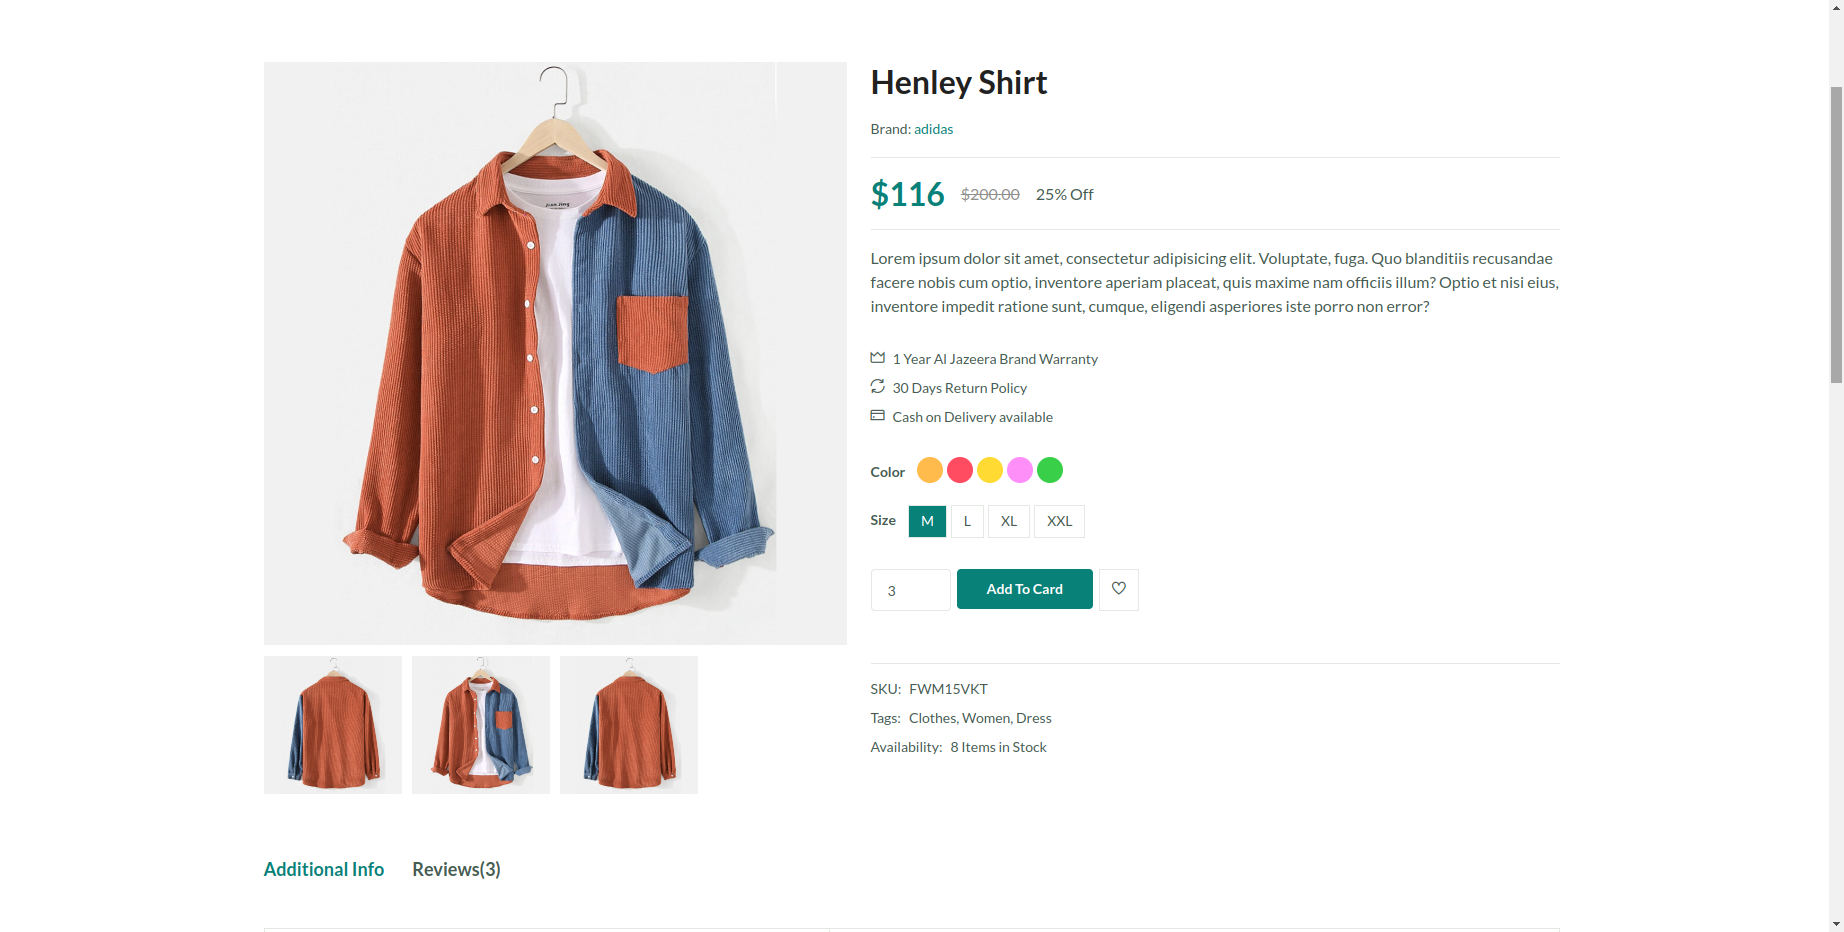 Henley Shirt
Brand: adidas
$116 $200.00 25% Off
Lorem ipsum dolor sit amet, consectetur adipisicing elit. Voluptate, fuga. Quo blanditiis recusandae
facere nobis cum optio, inventore aperiam placeat, quis maxime nam officiis illum? Optio et nisi eius,
inventore impedit ratione sunt, cumque, eligendi asperiores iste porro non error?
1 Year Al Jazeera Brand Warranty
30 Days Return Policy
Cash on Delivery available
Color
Size M L XL XXL
3 Add To Card
SKU: FWM15VKT
Tags: Clothes, Women, Dress
Availability: 8 Items in Stock
Additional Info Reviews(3)